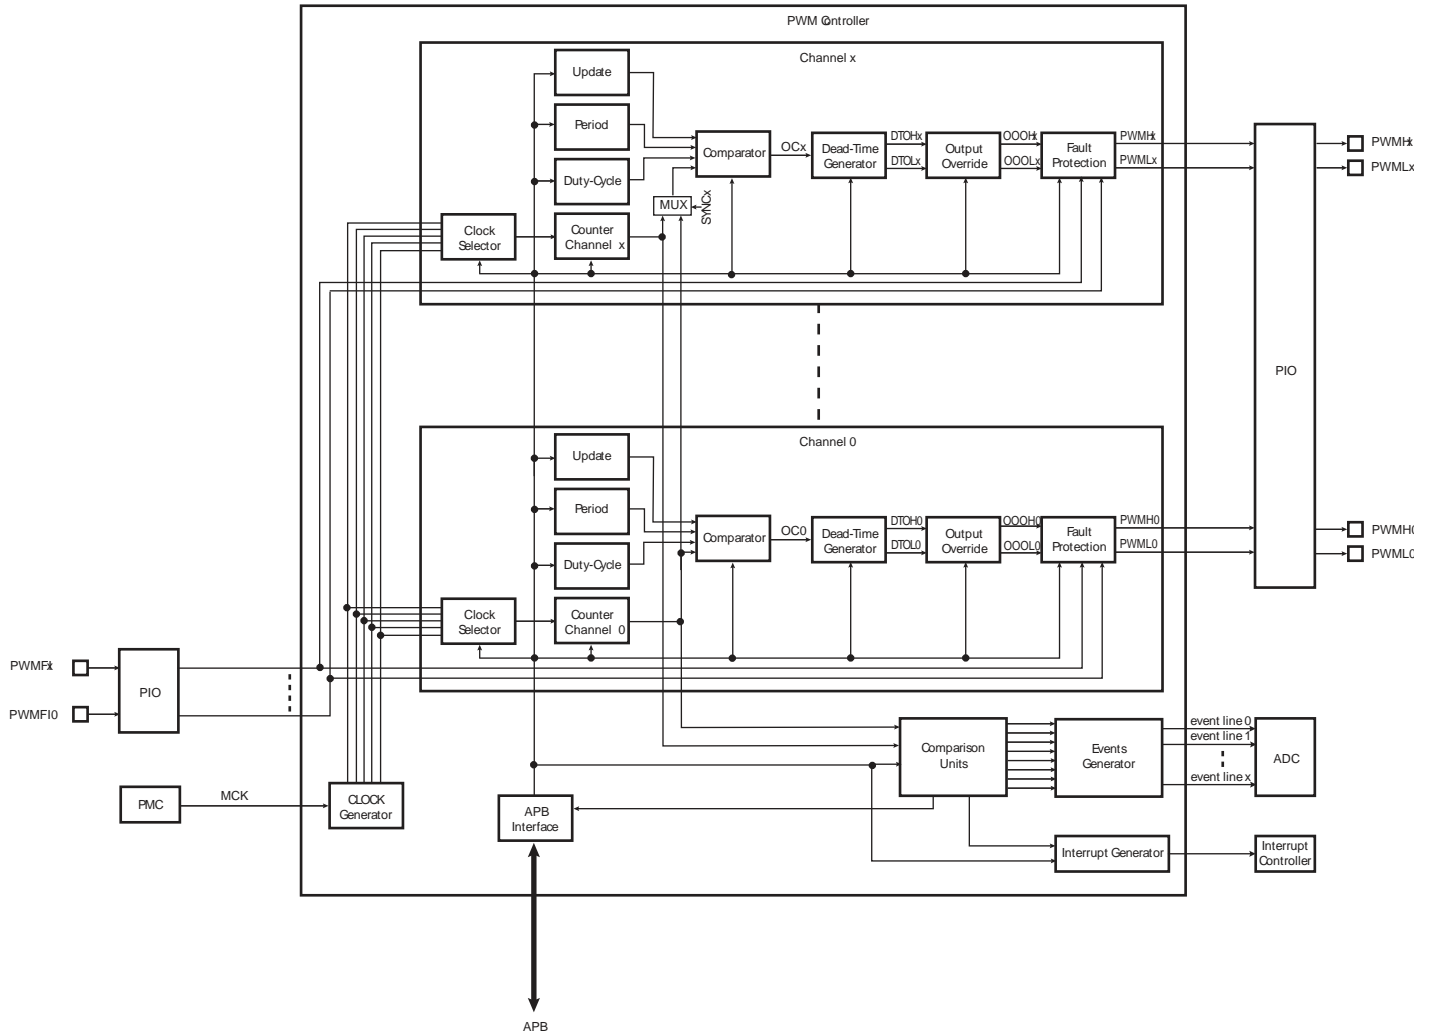 PWM Controller
Channel x
Update
Period
Duty-Cycle
MUX
SYNCx
Clock
Selector
Counter
Channel x
Comparator
OCx
Dead-Time
Generator
DTOHx
DTOLx
Output
Override
OOOHx
OOOLx
Fault
Protection
PWMHx
PWMLx
PIO
PWMHx
PWMLx
Channel 0
Update
Period
Duty-Cycle
Clock
Selector
Counter
Channel 0
Comparator
OC0
Dead-Time
Generator
DTOH0
DTOL0
Output
Override
OOOH0
OOOL0
Fault
Protection
PWMH0
PWML0
PWMH0
PWML0
PWMFIx
PWMFI0
PIO
PMC
MCK
CLOCK
Generator
APB
Interface
Comparison
Units
Events
Generator
event line 0
event line 1
event line x
ADC
Interrupt Generator
Interrupt
Controller
APB